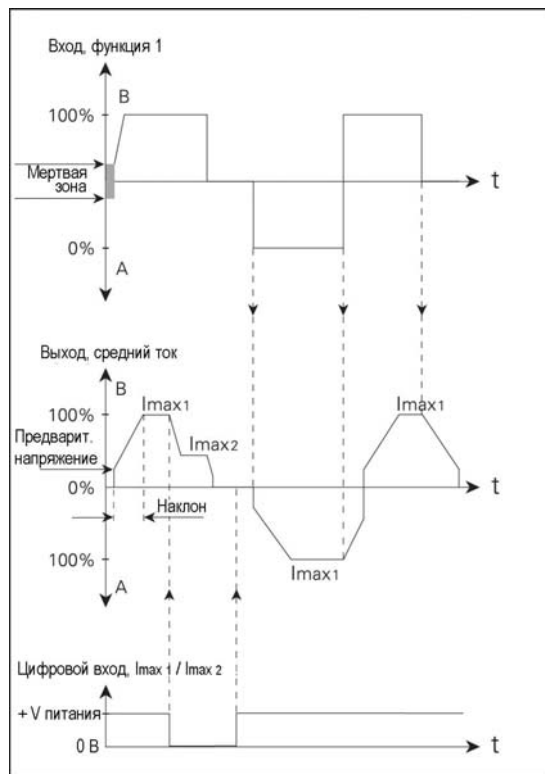 Вход, функция 1
B
100%
Мертвая
зона
t
0%
A
Выход, средний ток
B
100%
Imax1
Imax2
Imax1
Предварит.
напряжение
0%
t
Наклон
100%
Imax1
A
Цифровой вход, Imax 1 / Imax 2
+ V питания
0 В
t